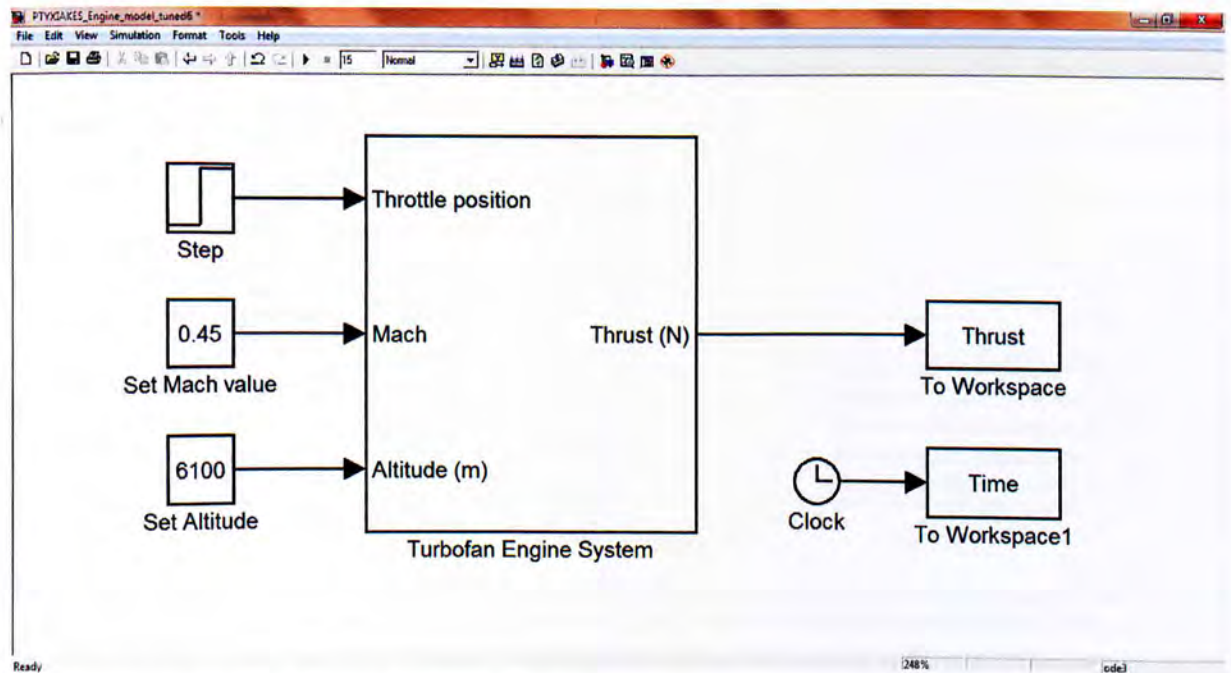 PTYXIAKES_Engine_model_tuned6 *
File Edit View Simulation Format Tools Help
15 Normal
Step
0.45
Set Mach value
6100
Set Altitude
Throttle position
Mach
Altitude (m)
Thrust (N)
Turbofan Engine System
Thrust
To Workspace
Clock
Time
To Workspace1
Ready
248%
ode3